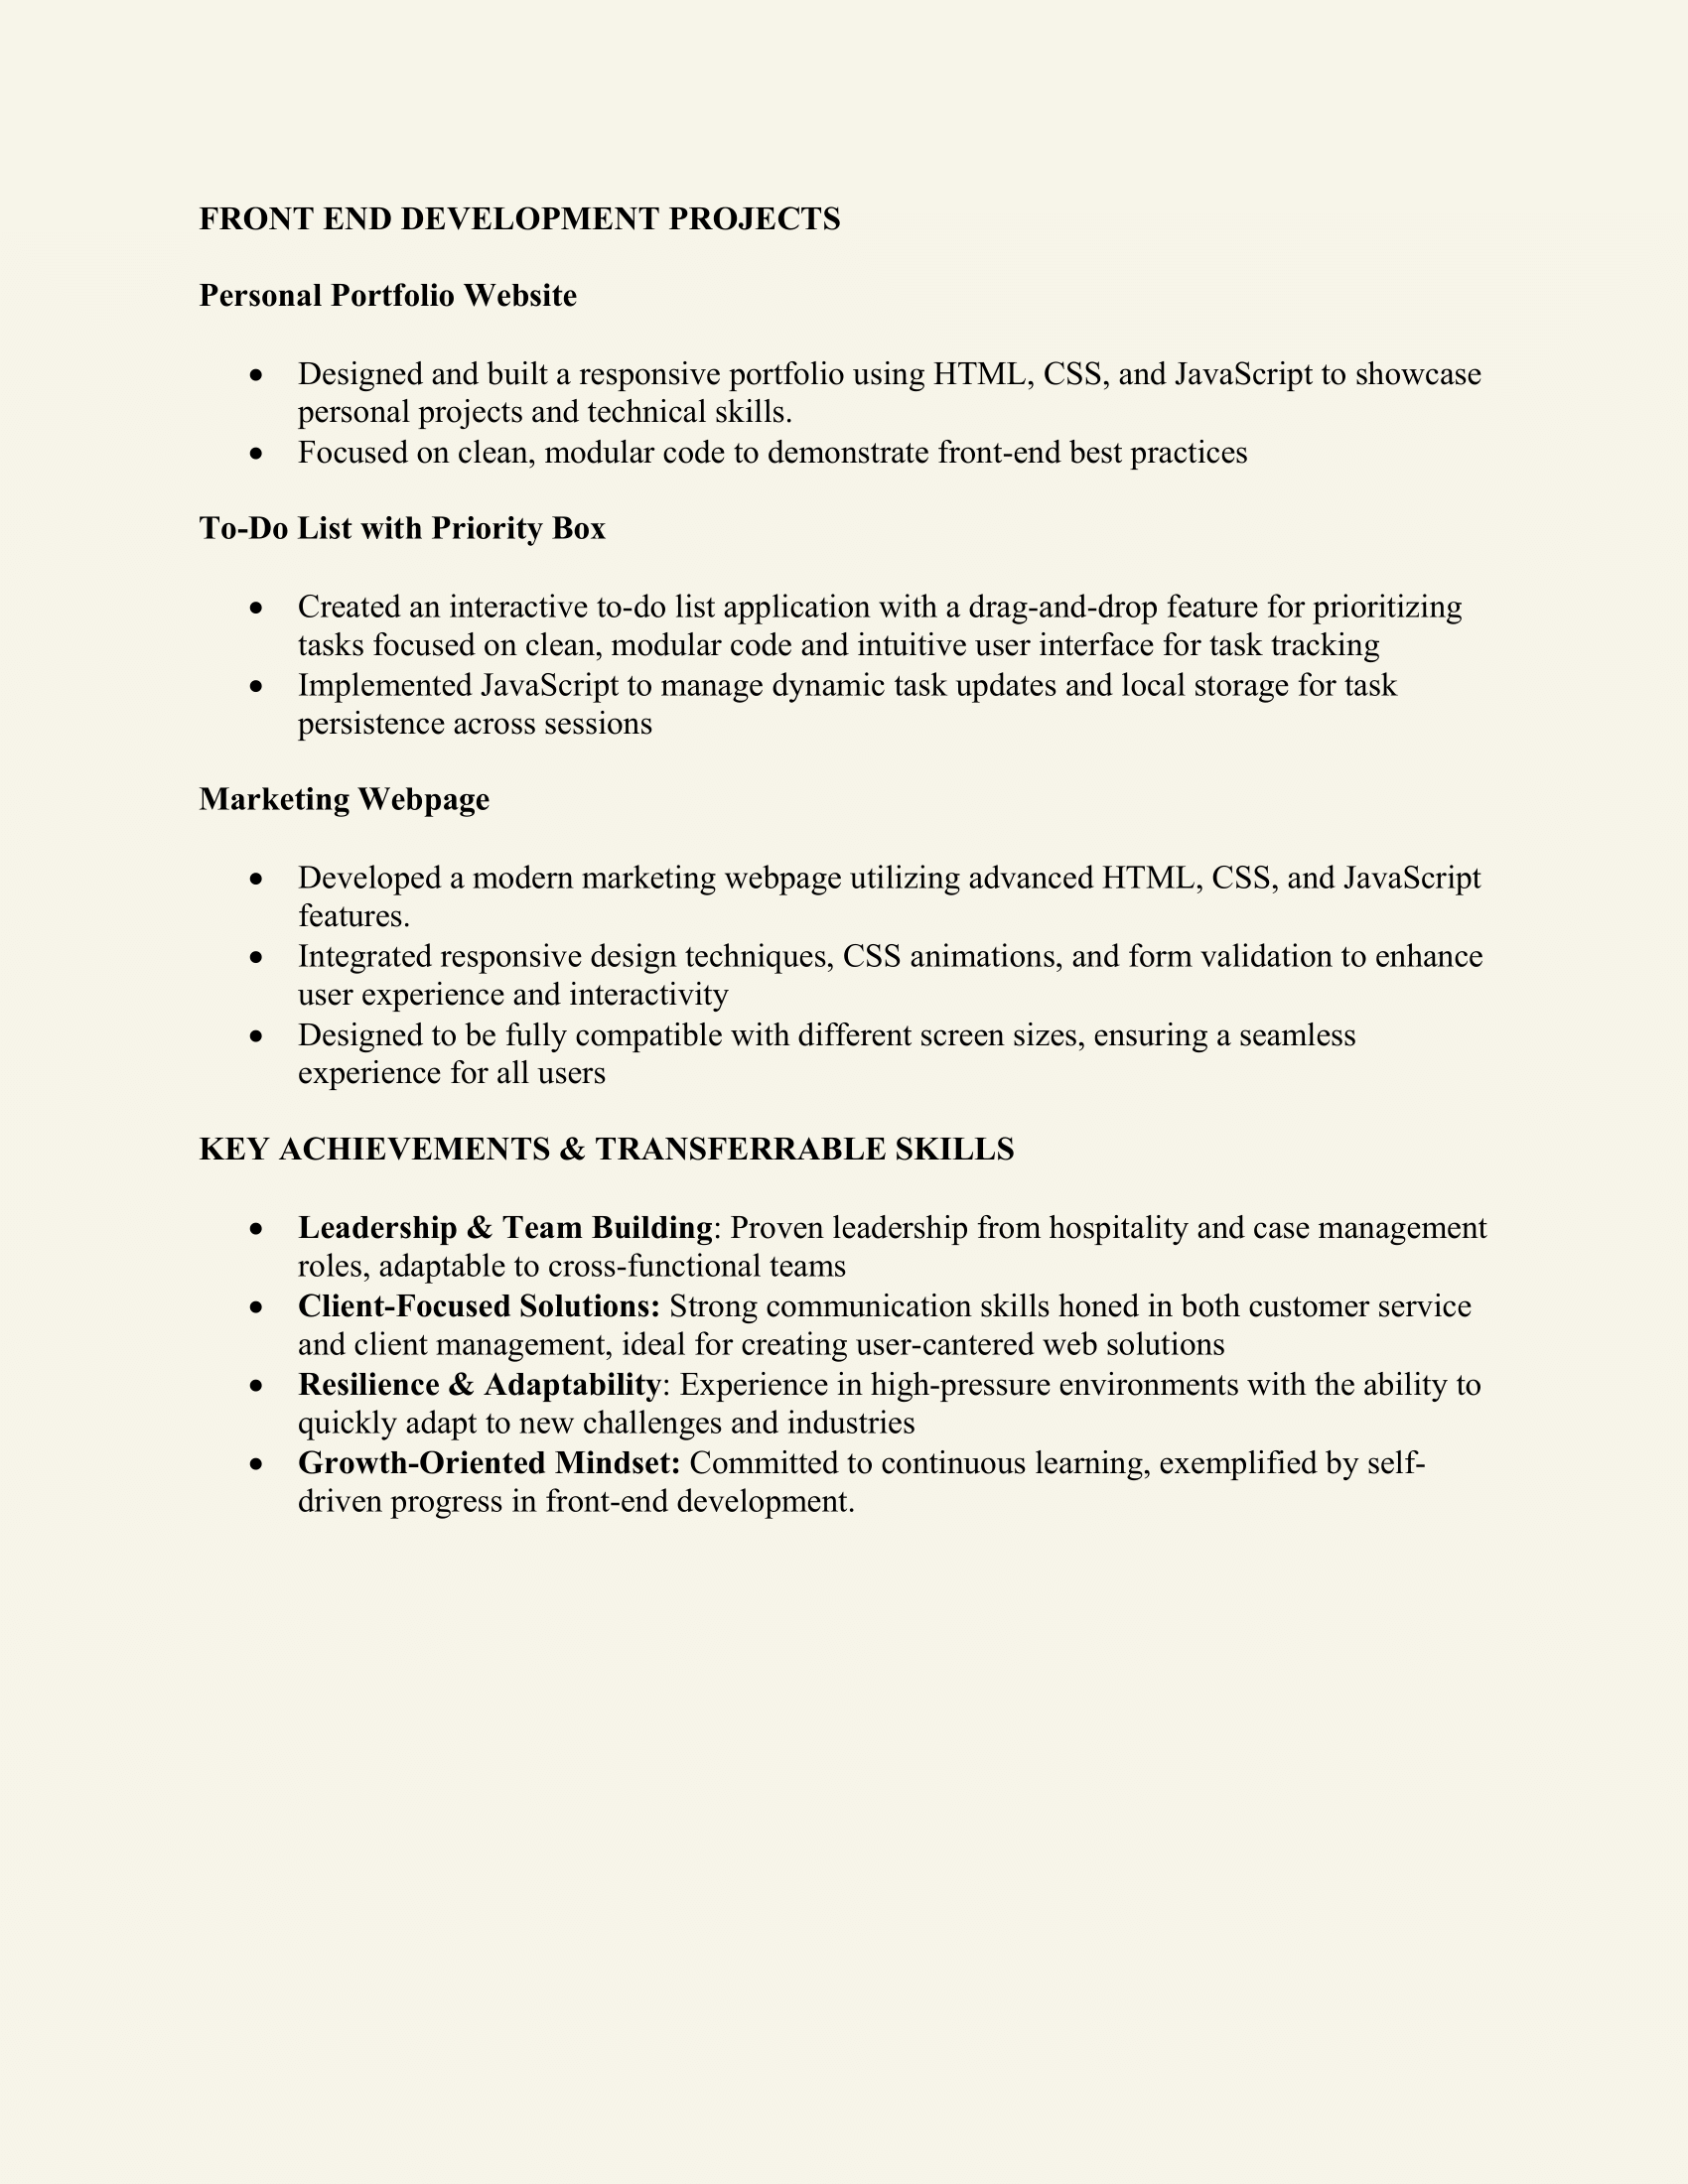 FRONT END DEVELOPMENT PROJECTS
Personal Portfolio Website
• Designed and built a responsive portfolio using HTML, CSS, and JavaScript to showcase
personal projects and technical skills.
• Focused on clean, modular code to demonstrate front-end best practices
To-Do List with Priority Box
• Created an interactive to-do list application with a drag-and-drop feature for prioritizing
tasks focused on clean, modular code and intuitive user interface for task tracking
• Implemented JavaScript to manage dynamic task updates and local storage for task
persistence across sessions
Marketing Webpage
• Developed a modern marketing webpage utilizing advanced HTML, CSS, and JavaScript
features.
• Integrated responsive design techniques, CSS animations, and form validation to enhance
user experience and interactivity
• Designed to be fully compatible with different screen sizes, ensuring a seamless
experience for all users
KEY ACHIEVEMENTS & TRANSFERRABLE SKILLS
• Leadership & Team Building: Proven leadership from hospitality and case management
roles, adaptable to cross-functional teams
• Client-Focused Solutions: Strong communication skills honed in both customer service
and client management, ideal for creating user-cantered web solutions
• Resilience & Adaptability: Experience in high-pressure environments with the ability to
quickly adapt to new challenges and industries
• Growth-Oriented Mindset: Committed to continuous learning, exemplified by self-
driven progress in front-end development.